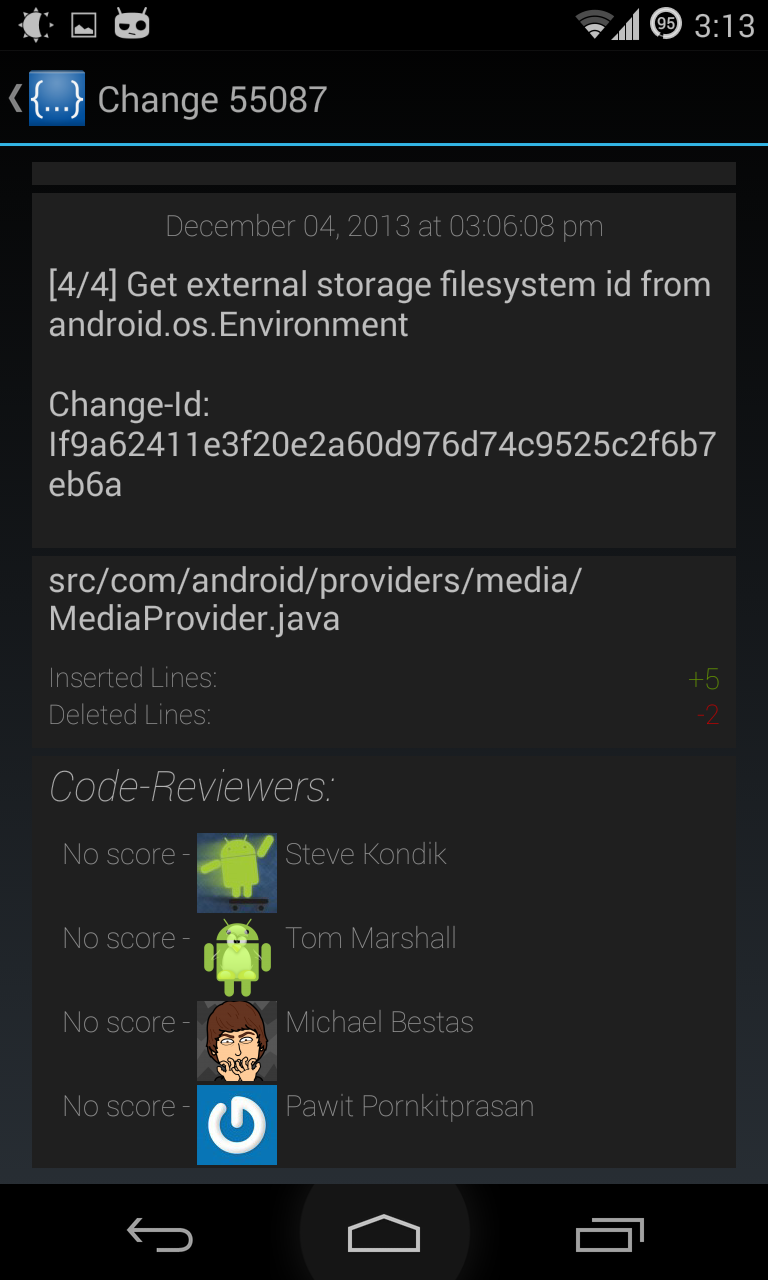 95 3:13
{...} Change 55087
December 04, 2013 at 03:06:08 pm
[4/4] Get external storage filesystem id from
android.os.Environment
Change-Id:
If9a62411e3f20e2a60d976d74c9525c2f6b7
eb6a
src/com/android/providers/media/
MediaProvider.java
Inserted Lines: +5
Deleted Lines: -2
Code-Reviewers:
No score - Steve Kondik
No score - Tom Marshall
No score - Michael Bestas
No score - Pawit Pornkitprasan